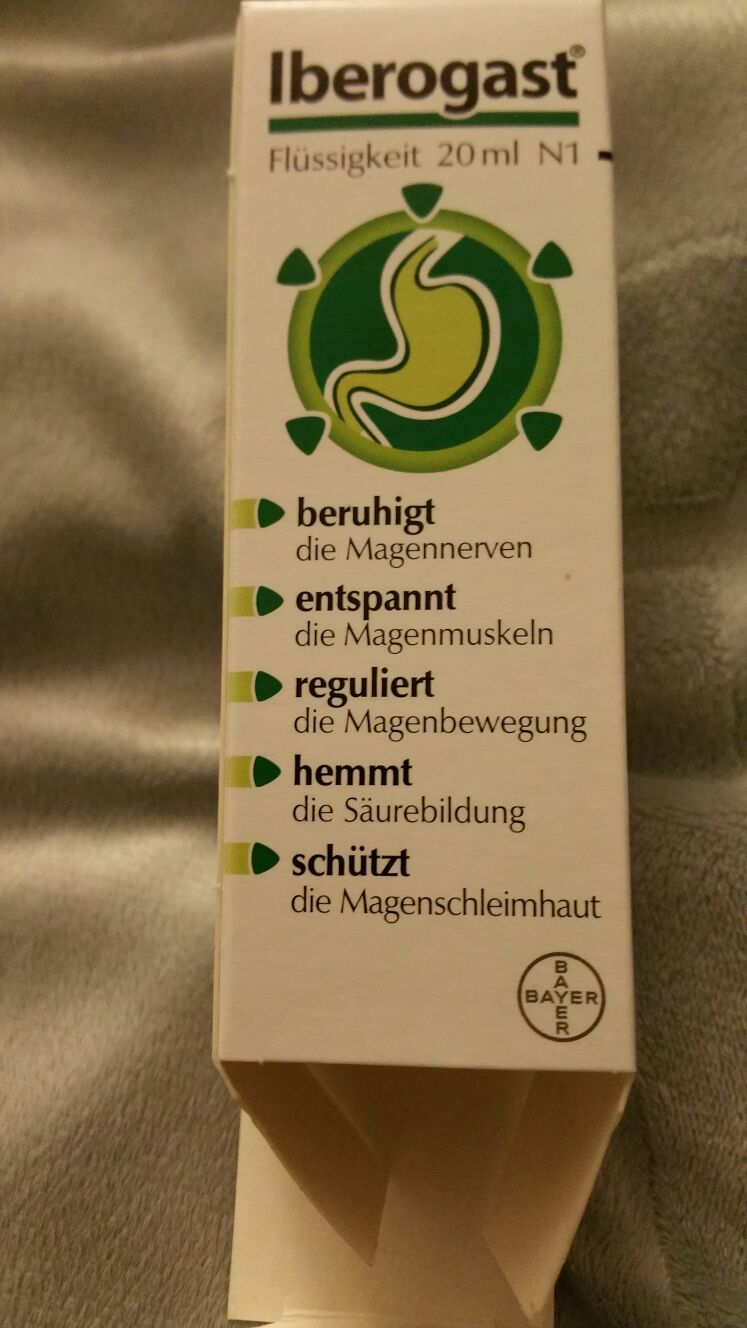 Iberogast®
Flüssigkeit 20 ml N1
beruhigt
die Magennerven
entspannt
die Magenmuskeln
reguliert
die Magenbewegung
hemmt
die Säurebildung
schützt
die Magenschleimhaut
BAYER
BAYER